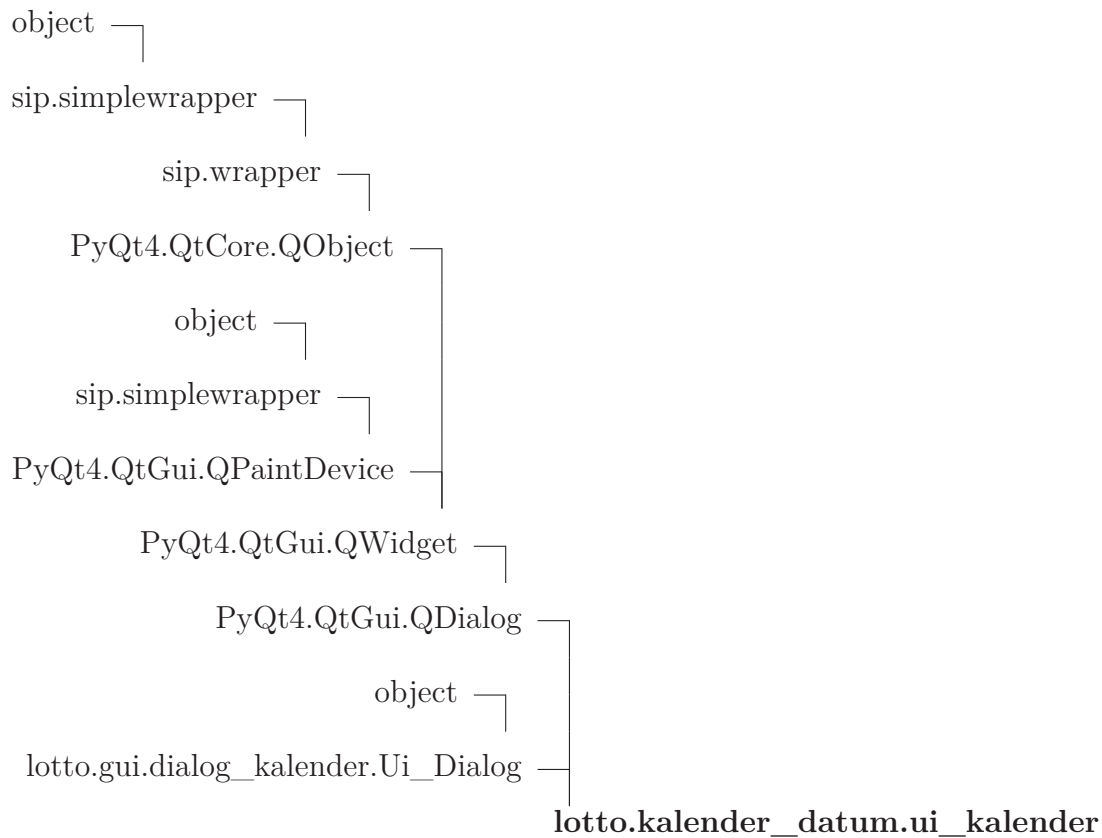 object
sip.simplewrapper
sip.wrapper
PyQt4.QtCore.QObject
object
sip.simplewrapper
PyQt4.QtGui.QPaintDevice
PyQt4.QtGui.QWidget
PyQt4.QtGui.QDialog
object
lotto.gui.dialog_kalender.Ui_Dialog
lotto.kalender_datum.ui_kalender